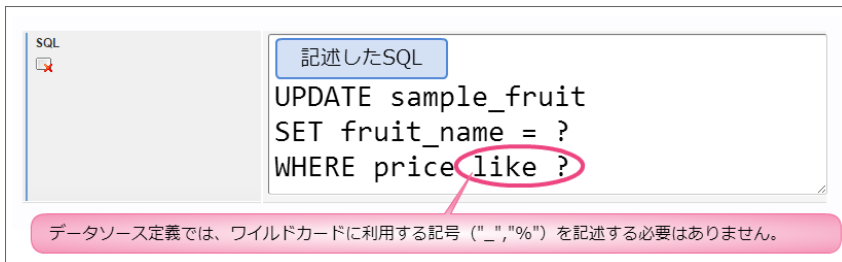 SQL
記述したSQL
UPDATE sample_fruit
SET fruit_name = ?
WHERE price like ?
データソース定義では、ワイルドカードに利用する記号（"_","%"）を記述する必要はありません。